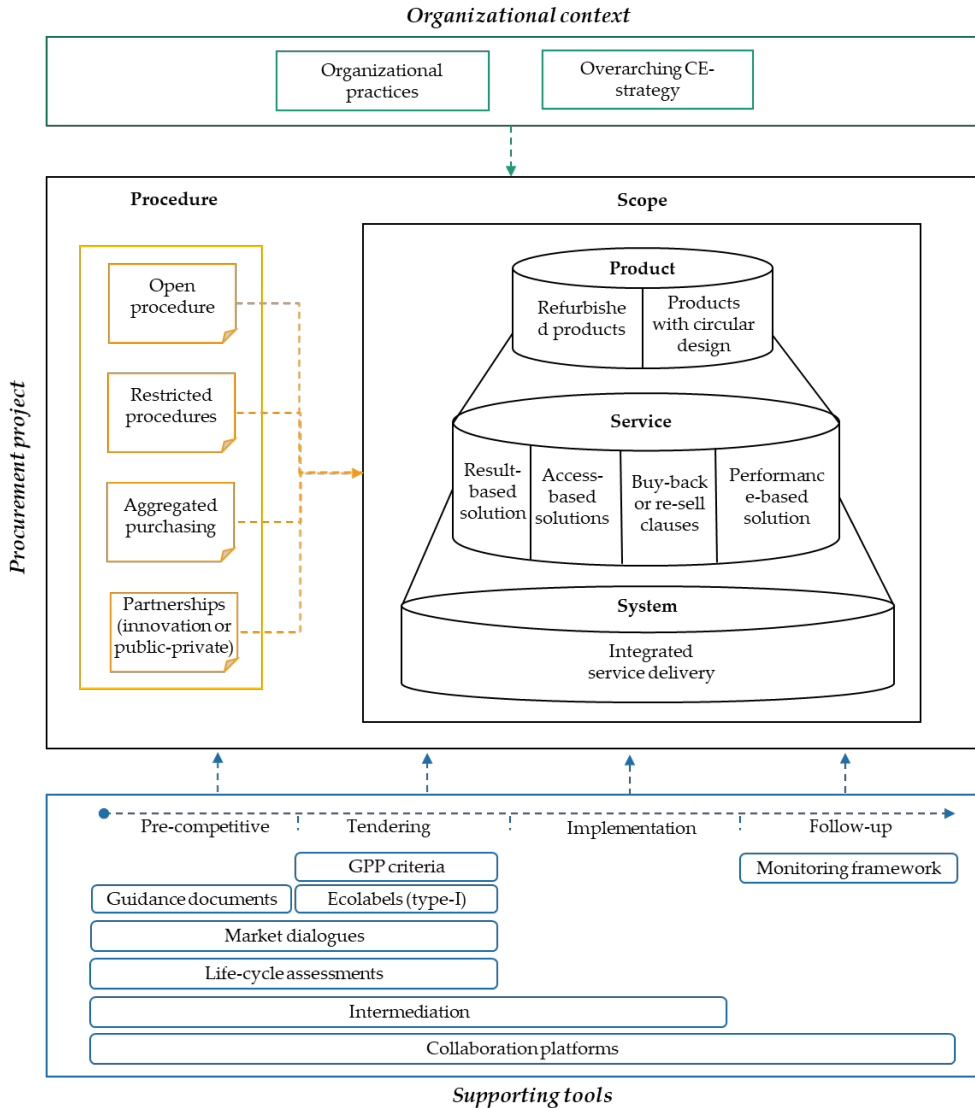 Organizational context
Organizational
practices
Overarching CE-
strategy
Procurement project
Procedure
Open
procedure
Restricted
procedures
Aggregated
purchasing
Partnerships
(innovation or
public-private)
Scope
Product
Refurbishe
d products
Products
with circular
design
Service
Result-
based
solution
Access-
based
solutions
Buy-back
or re-sell
clauses
Performanc
e-based
solution
System
Integrated
service delivery
Pre-competitive
Tendering
Implementation
Follow-up
GPP criteria
Monitoring framework
Guidance documents
Ecolabels (type-I)
Market dialogues
Life-cycle assessments
Intermediation
Collaboration platforms
Supporting tools